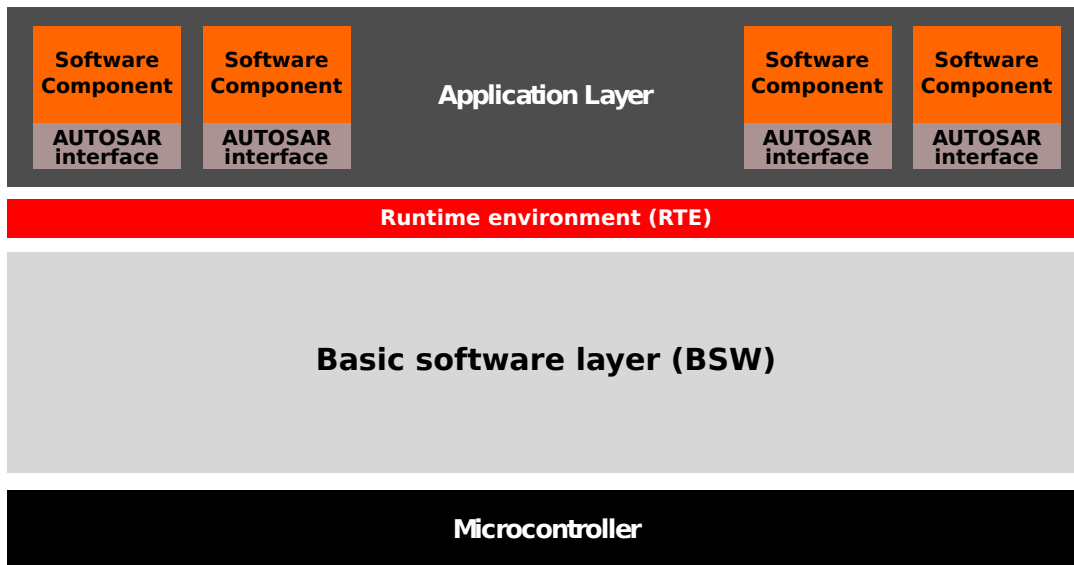 Software
Component
AUTOSAR
interface
Software
Component
AUTOSAR
interface
Application Layer
Software
Component
AUTOSAR
interface
Software
Component
AUTOSAR
interface
Runtime environment (RTE)
Basic software layer (BSW)
Microcontroller